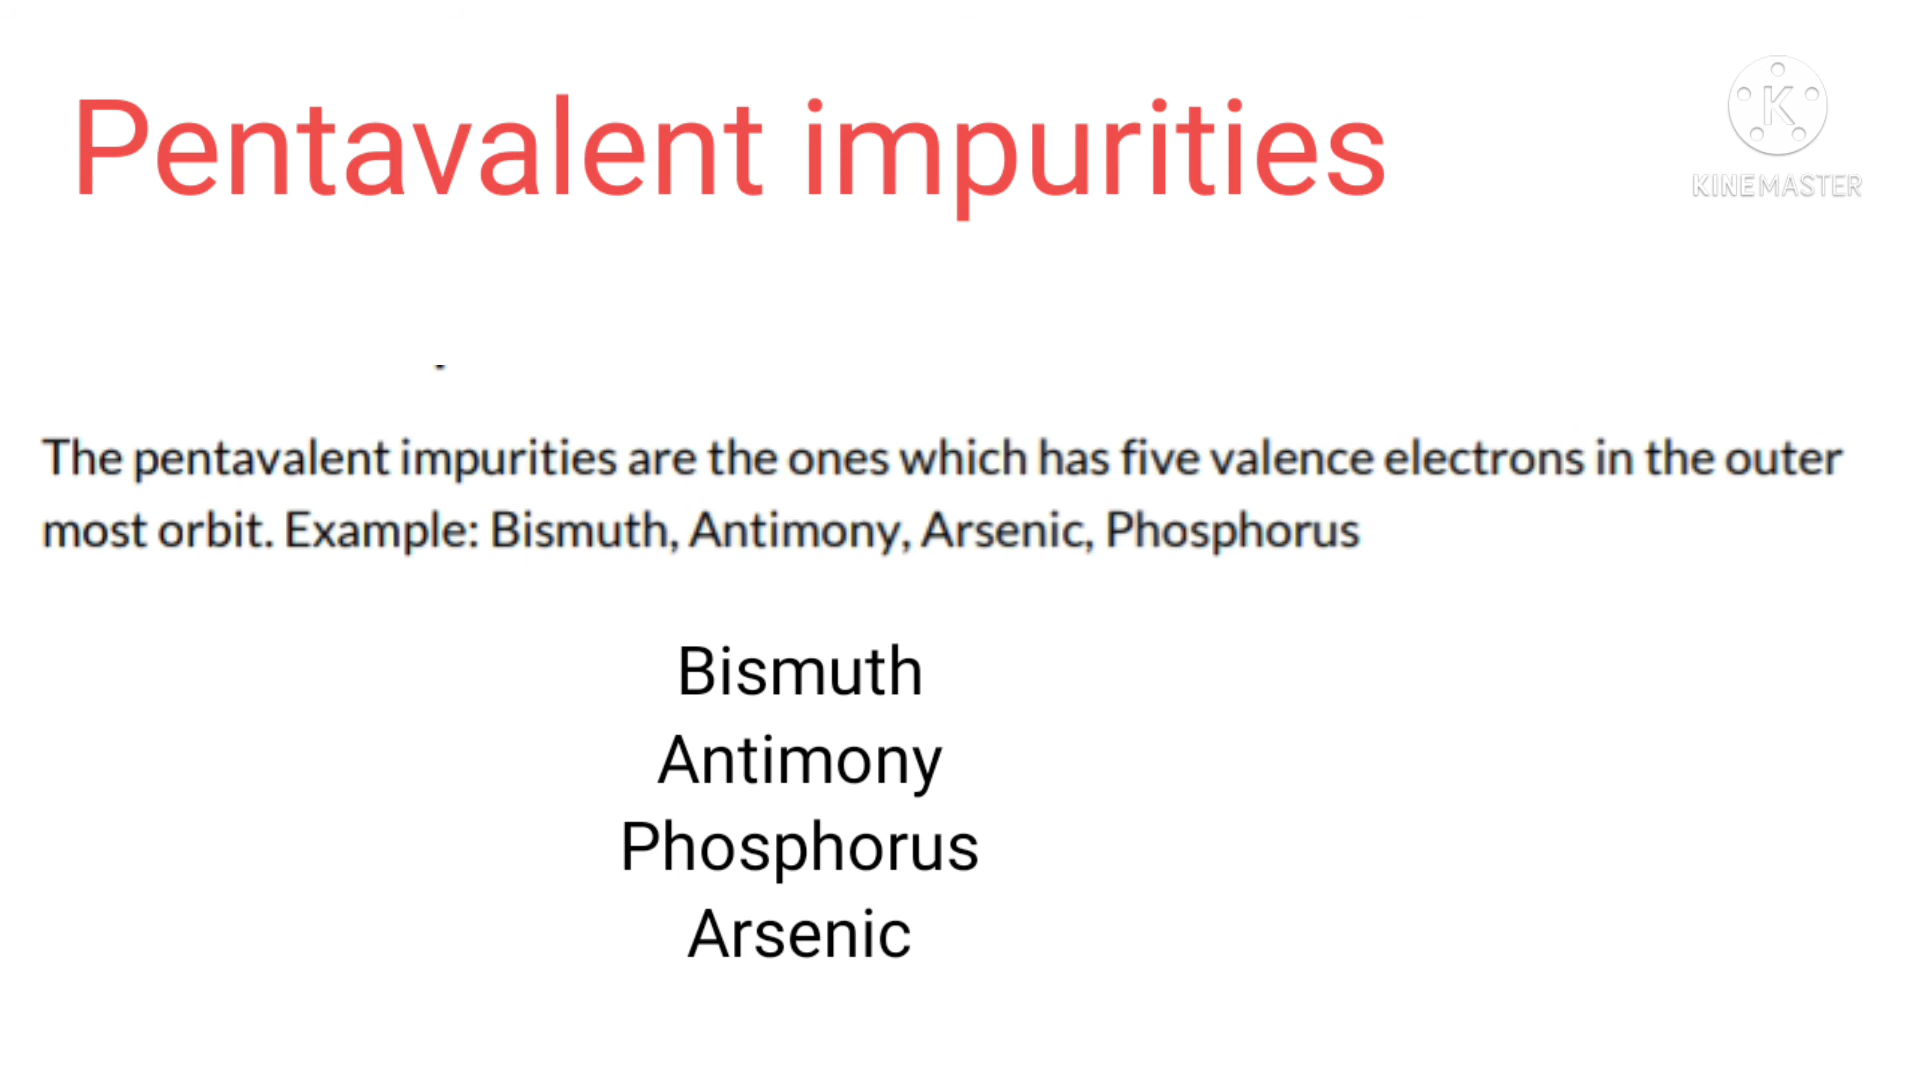 Pentavalent impurities
K
KINEMASTER
The pentavalent impurities are the ones which has five valence electrons in the outer
most orbit. Example: Bismuth, Antimony, Arsenic, Phosphorus
Bismuth
Antimony
Phosphorus
Arsenic